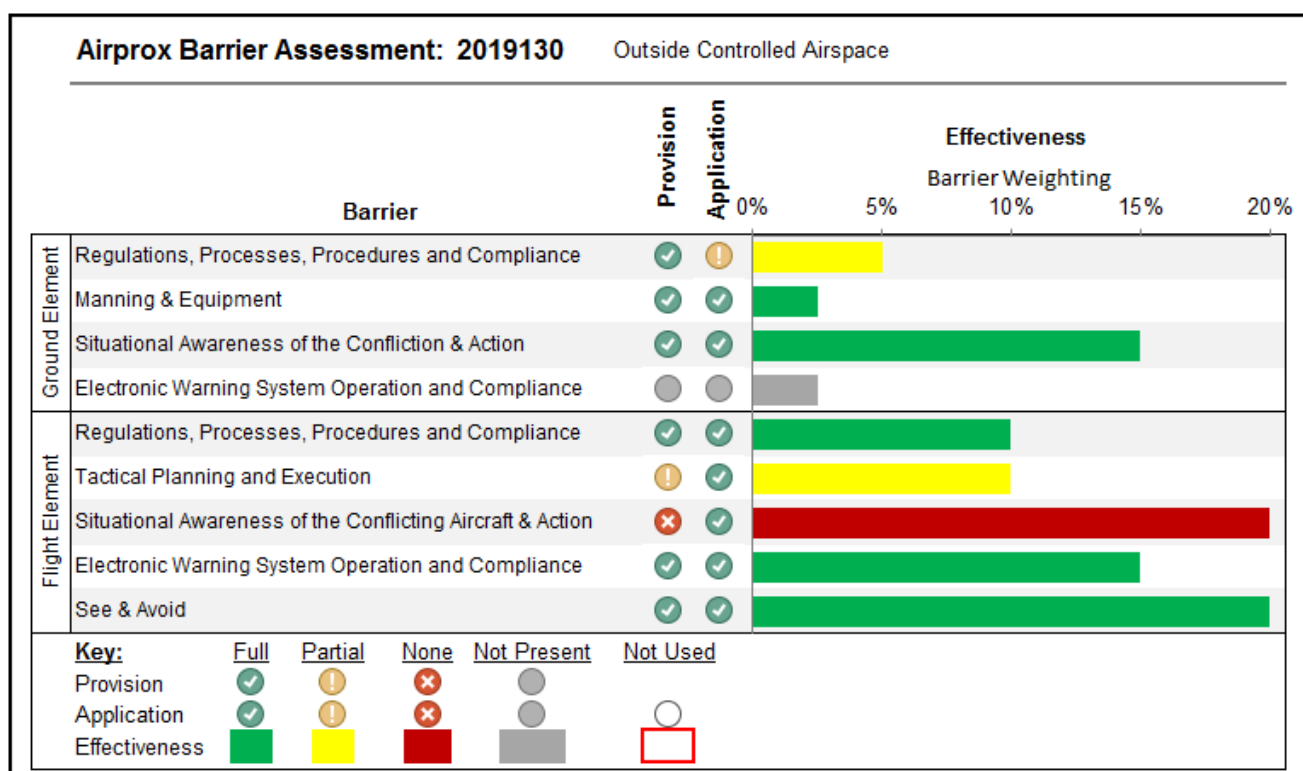 Airprox Barrier Assessment: 2019130 Outside Controlled Airspace
Barrier
Provision
Application
Effectiveness
Barrier Weighting
0% 5% 10% 15% 20%
Ground Element
Regulations, Processes, Procedures and Compliance
Manning & Equipment
Situational Awareness of the Confliction & Action
Electronic Warning System Operation and Compliance
Flight Element
Regulations, Processes, Procedures and Compliance
Tactical Planning and Execution
Situational Awareness of the Conflicting Aircraft & Action
Electronic Warning System Operation and Compliance
See & Avoid
Key: Full Partial None Not Present Not Used
Provision
Application
Effectiveness